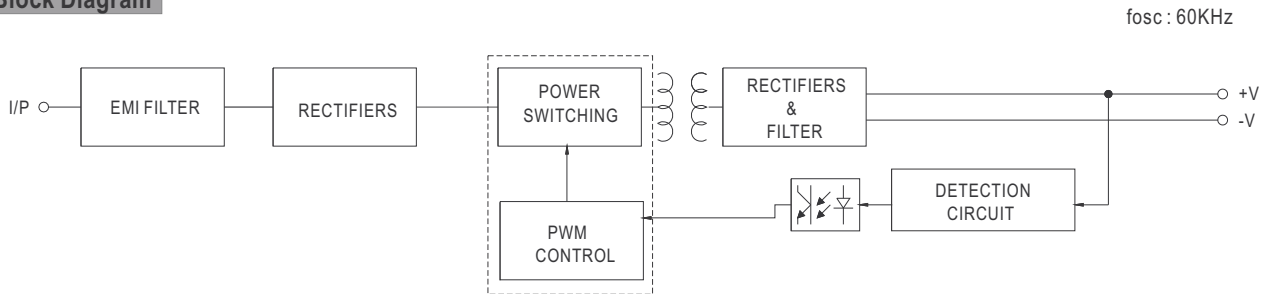 Block Diagram
fosc : 60KHz
I/P
EMI FILTER
RECTIFIERS
POWER
SWITCHING
RECTIFIERS
&
FILTER
+V
-V
DETECTION
CIRCUIT
PWM
CONTROL